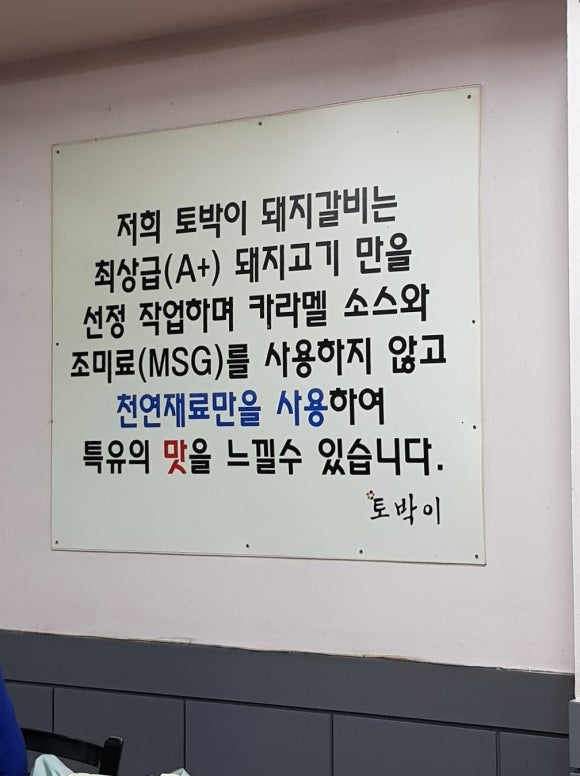 저희 토박이 돼지갈비는
최상급(A+) 돼지고기 만을
선정 작업하며 카라멜 소스와
조미료(MSG)를 사용하지 않고
천연재료만을 사용하여
특유의 맛을 느낄수 있습니다.
토박이